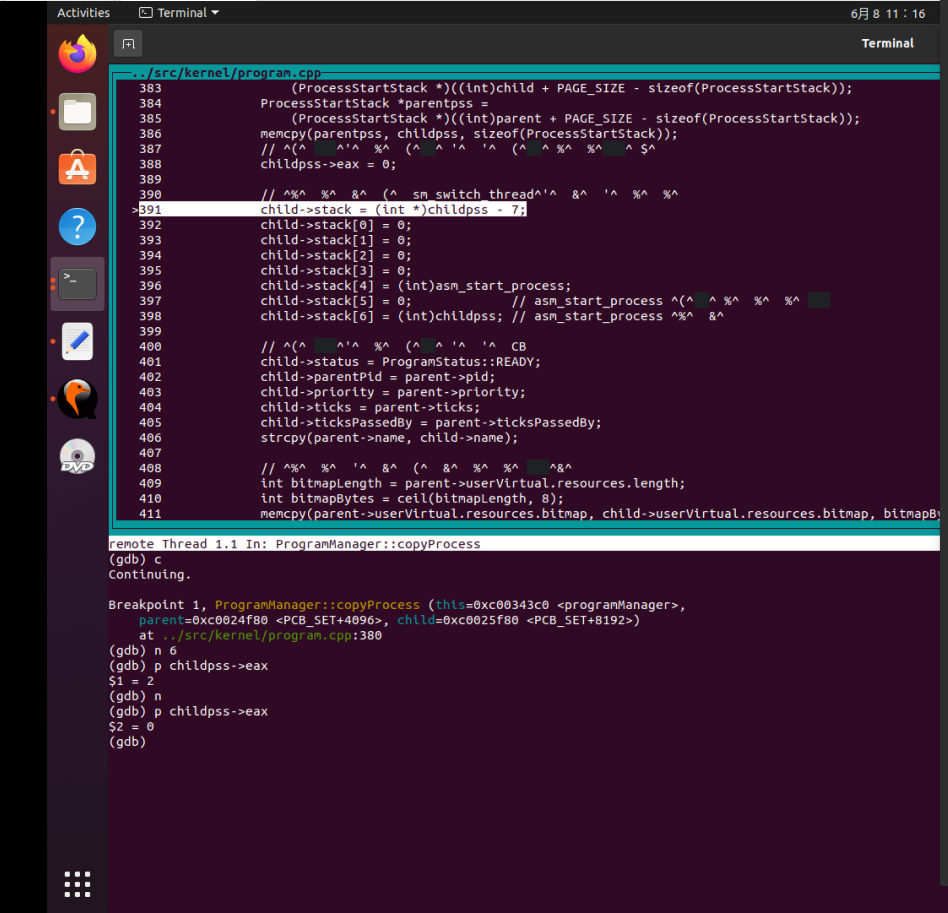 Activities
Terminal
6月 8 11：16
Terminal
../src/kernel/program.cpp
383 (ProcessStartStack *)((int)child + PAGE_SIZE - sizeof(ProcessStartStack));
384 ProcessStartStack *parentpss =
385 (ProcessStartStack *)((int)parent + PAGE_SIZE - sizeof(ProcessStartStack));
386 memcpy(parentpss, childpss, sizeof(ProcessStartStack));
387 //
388 childpss->eax = 0;
389
390 // sm_switch_thread
>391 child->stack = (int *)childpss - 7;
392 child->stack[0] = 0;
393 child->stack[1] = 0;
394 child->stack[2] = 0;
395 child->stack[3] = 0;
396 child->stack[4] = (int)asm_start_process;
397 child->stack[5] = 0; // asm_start_process
398 child->stack[6] = (int)childpss; // asm_start_process
399
400 // CB
401 child->status = ProgramStatus::READY;
402 child->parentPid = parent->pid;
403 child->priority = parent->priority;
404 child->ticks = parent->ticks;
405 child->ticksPassedBy = parent->ticksPassedBy;
406 strcpy(parent->name, child->name);
407
408 //
409 int bitmapLength = parent->userVirtual.resources.length;
410 int bitmapBytes = ceil(bitmapLength, 8);
411 memcpy(parent->userVirtual.resources.bitmap, child->userVirtual.resources.bitmap, bitmapBy
remote Thread 1.1 In: ProgramManager::copyProcess
(gdb) c
Continuing.
Breakpoint 1, ProgramManager::copyProcess (this=0xc00343c0 <programManager>,
parent=0xc0024f80 <PCB_SET+4096>, child=0xc0025f80 <PCB_SET+8192>)
at ../src/kernel/program.cpp:380
(gdb) n 6
(gdb) p childpss->eax
$1 = 2
(gdb) n
(gdb) p childpss->eax
$2 = 0
(gdb)
DVD